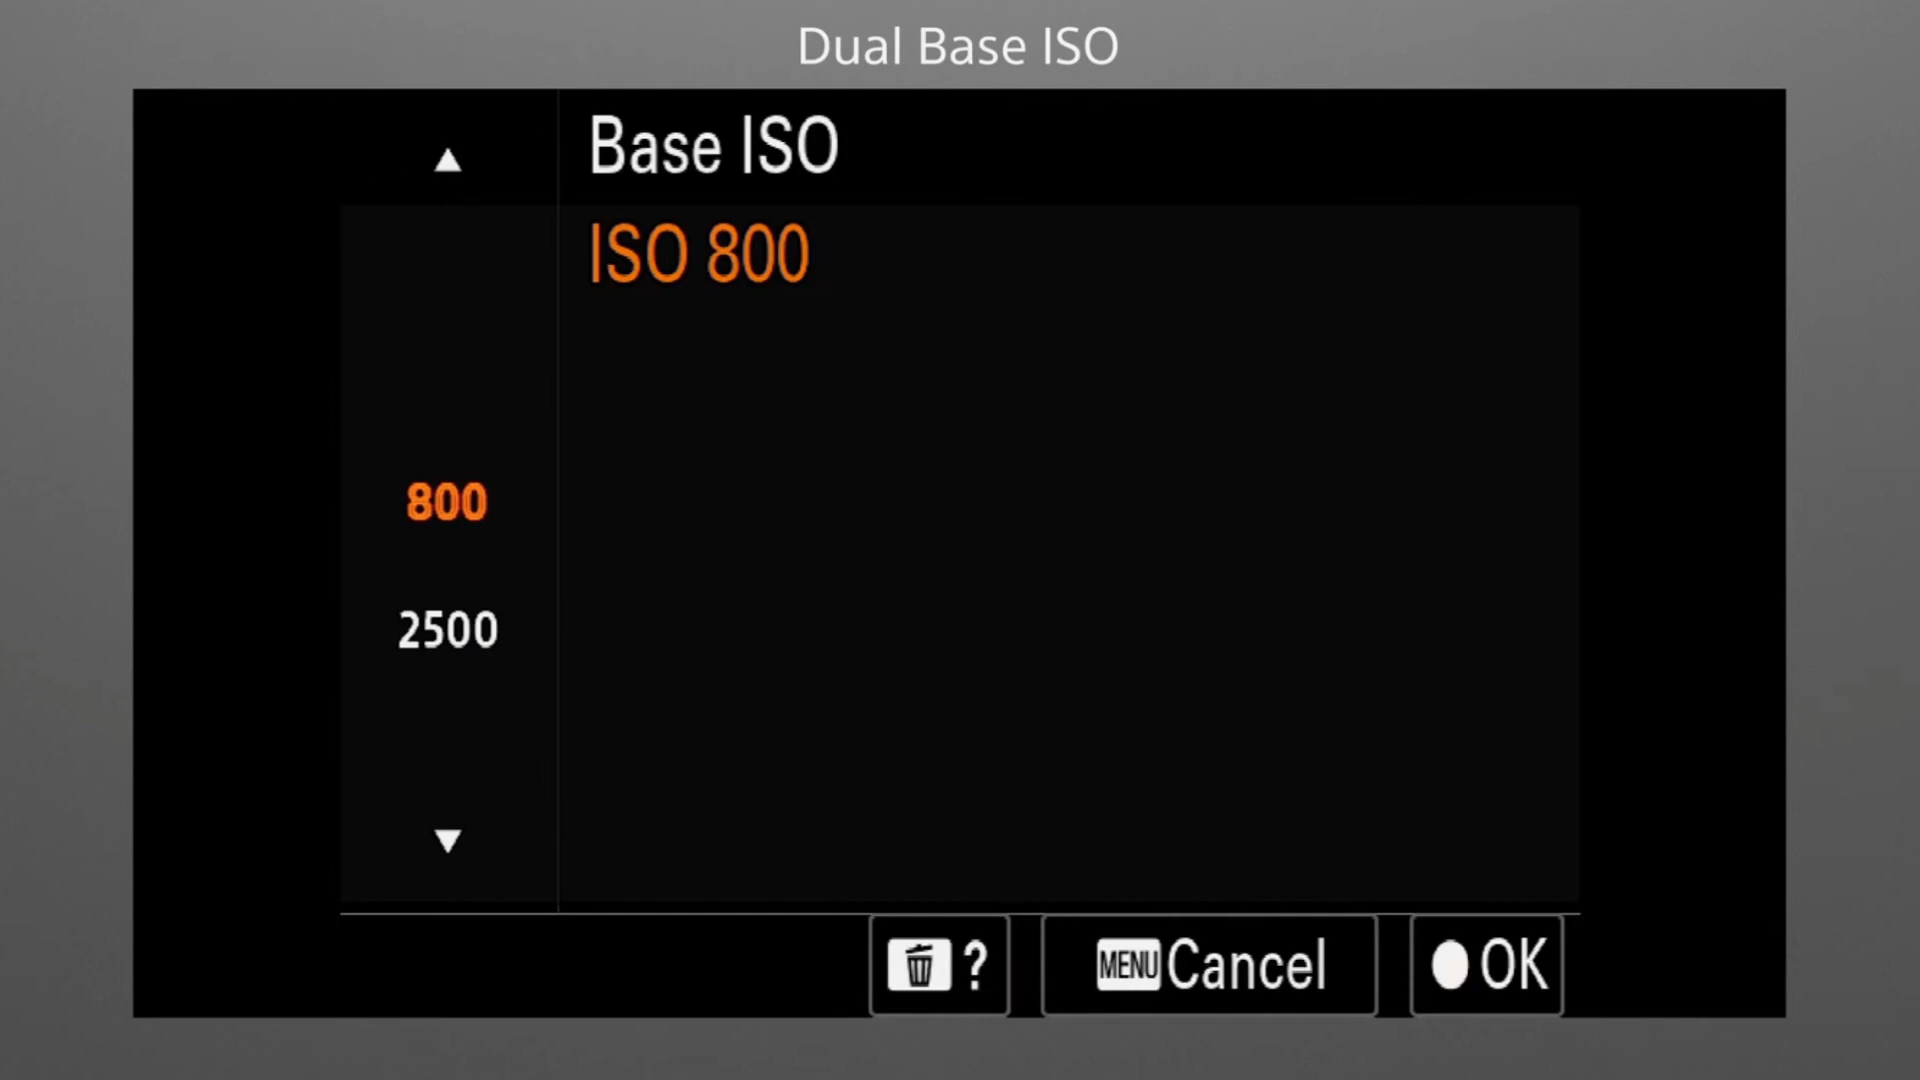 Dual Base ISO
Base ISO
ISO 800
800
2500
?
MENU Cancel
OK